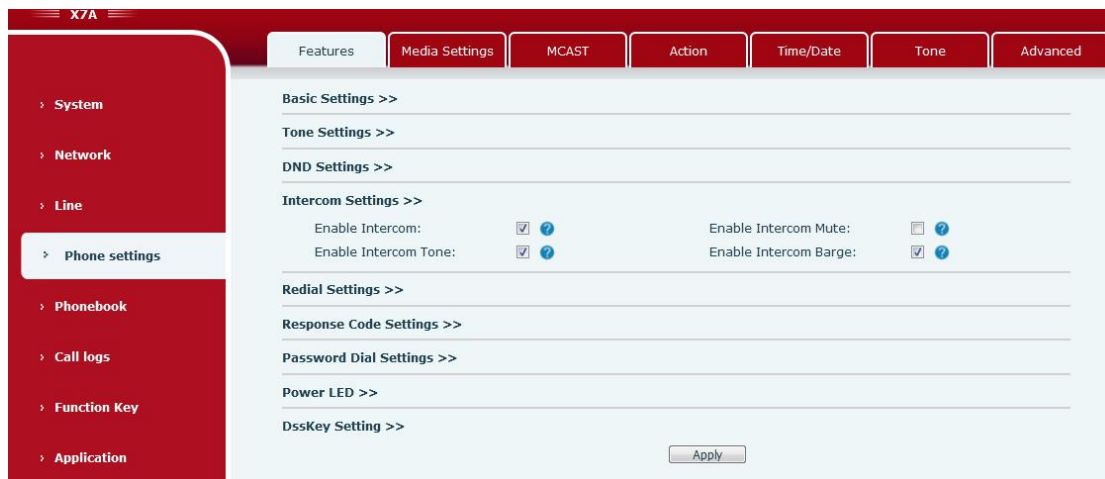 X7A
Features Media Settings MCAST Action Time/Date Tone Advanced
› System
› Network
› Line
› Phone settings
› Phonebook
› Call logs
› Function Key
› Application
Basic Settings >>
Tone Settings >>
DND Settings >>
Intercom Settings >>
Enable Intercom: ? Enable Intercom Mute: ?
Enable Intercom Tone: ? Enable Intercom Barge: ?
Redial Settings >>
Response Code Settings >>
Password Dial Settings >>
Power LED >>
DssKey Setting >>
Apply